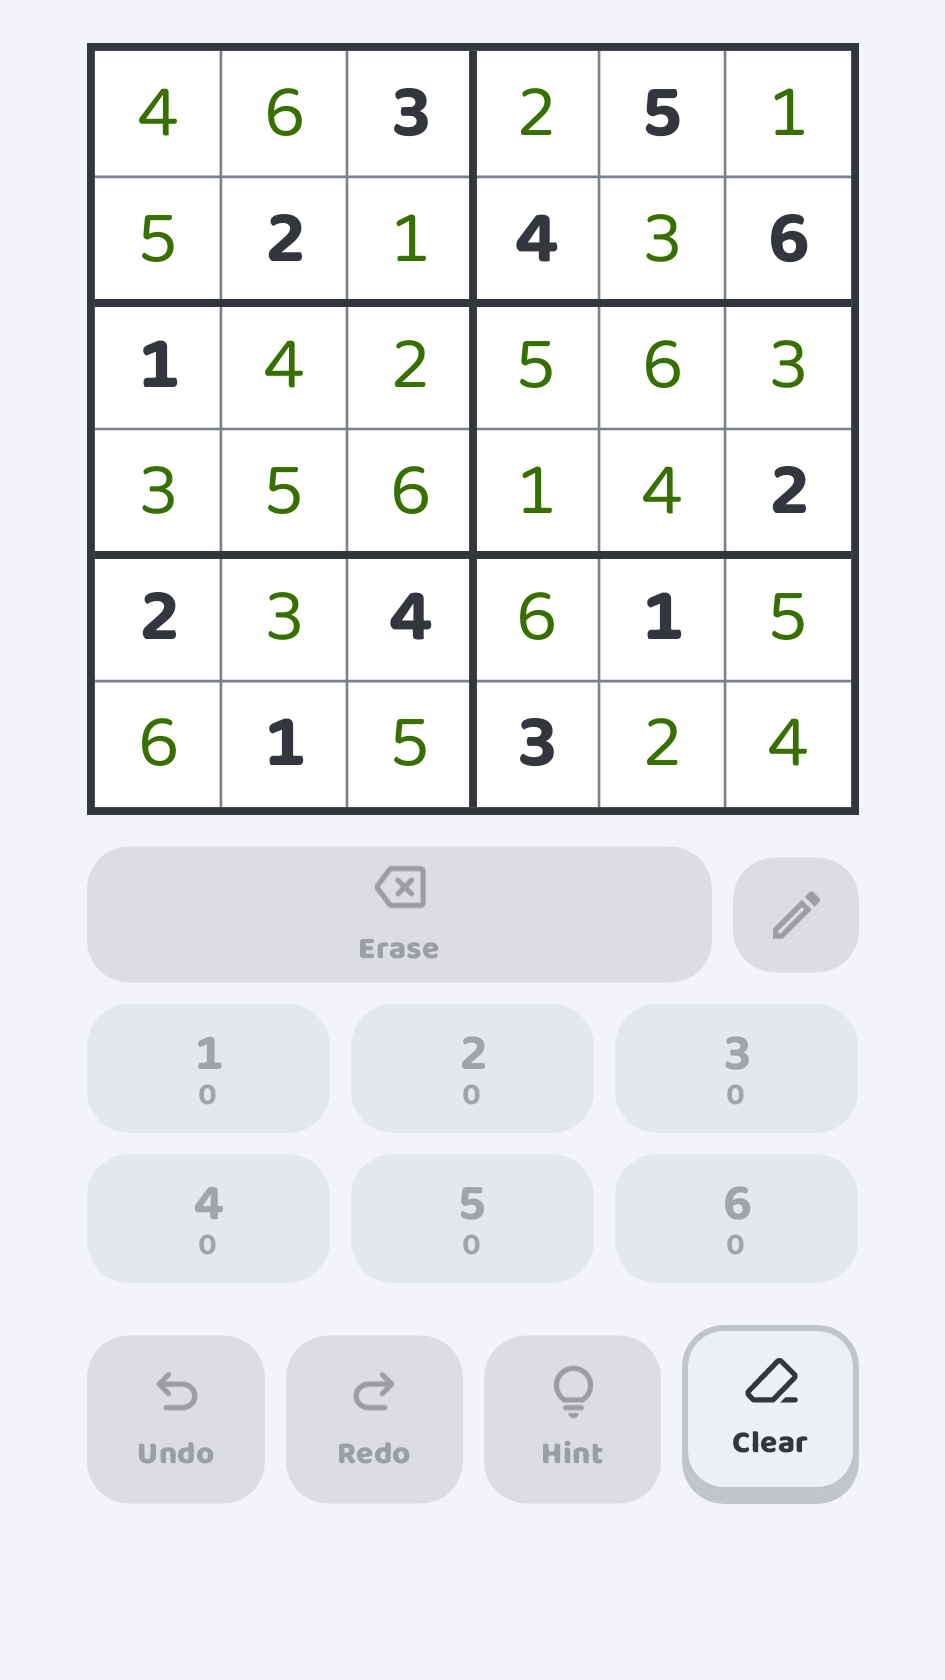 4 6 3 2 5 1
5 2 1 4 3 6
1 4 2 5 6 3
3 5 6 1 4 2
2 3 4 6 1 5
6 1 5 3 2 4
Erase
1 2 3
0 0 0
4 5 6
0 0 0
Undo Redo Hint Clear